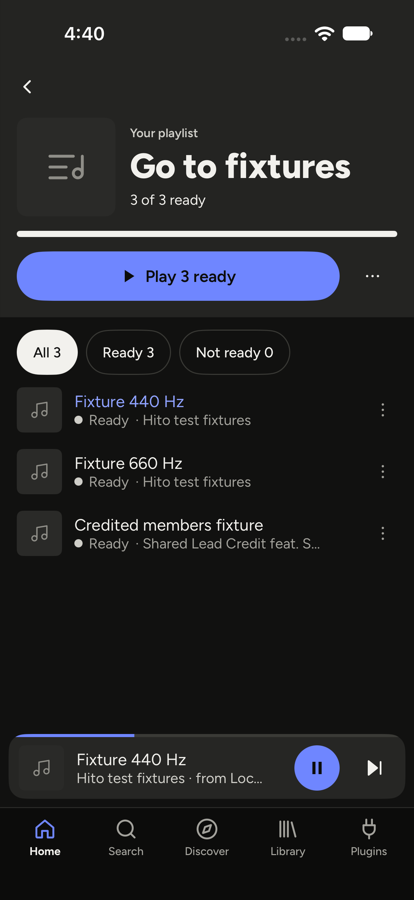 4:40
Your playlist
Go to fixtures
3 of 3 ready
Play 3 ready
All 3
Ready 3
Not ready 0
Fixture 440 Hz
Ready · Hito test fixtures
Fixture 660 Hz
Ready · Hito test fixtures
Credited members fixture
Ready · Shared Lead Credit feat. S...
Fixture 440 Hz
Hito test fixtures · from Loc...
Home
Search
Discover
Library
Plugins